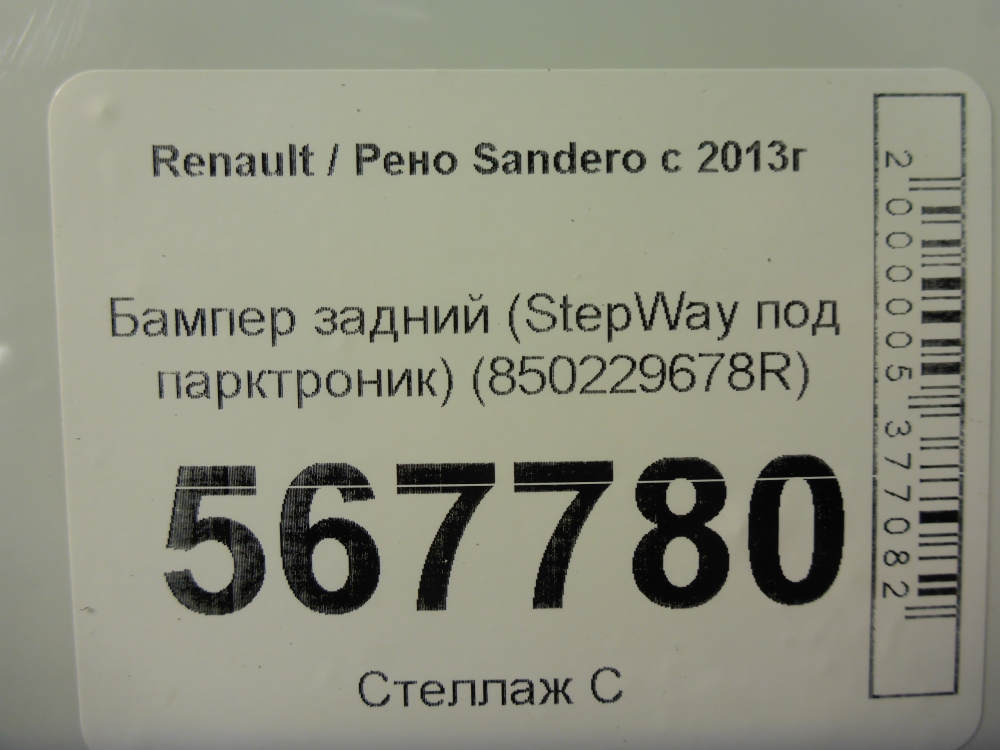 Renault / Рено Sandero с 2013г
Бампер задний (StepWay под
парктроник) (850229678R)
567780
Стеллаж С
2000005377082